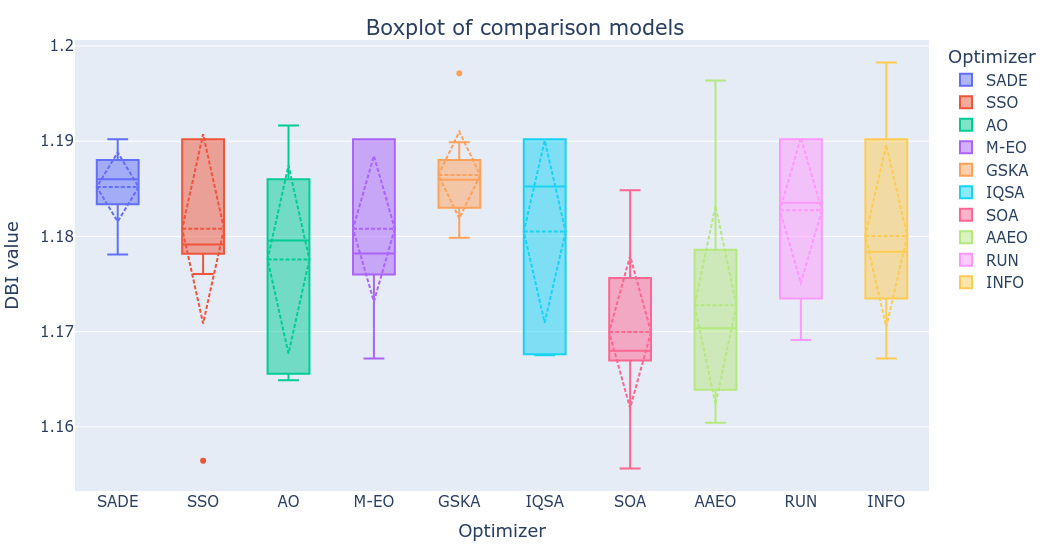 Boxplot of comparison models
1.2
1.19
1.18
1.17
1.16
DBI value
SADE SSO AO M-EO GSKA IQSA SOA AAEO RUN INFO
Optimizer
Optimizer
SADE
SSO
AO
M-EO
GSKA
IQSA
SOA
AAEO
RUN
INFO